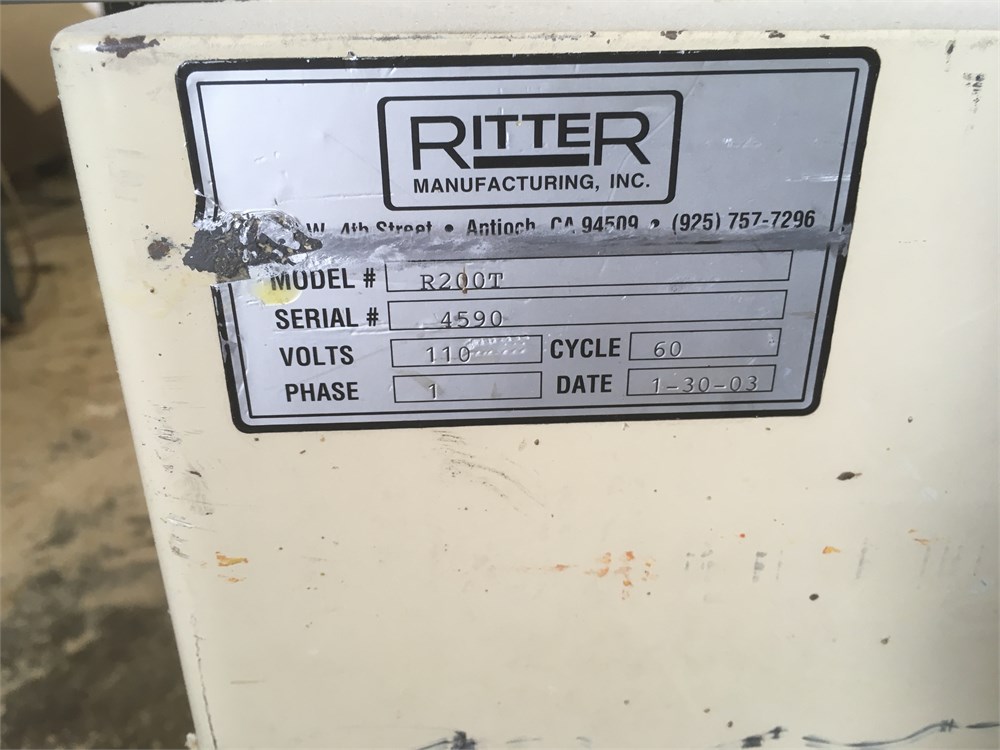 RITTER
MANUFACTURING, INC.
W. 4th Street • Antioch, CA 94509 • (925) 757-7296
MODEL # R200T
SERIAL # 4590
VOLTS 110 CYCLE 60
PHASE 1 DATE 1-30-03